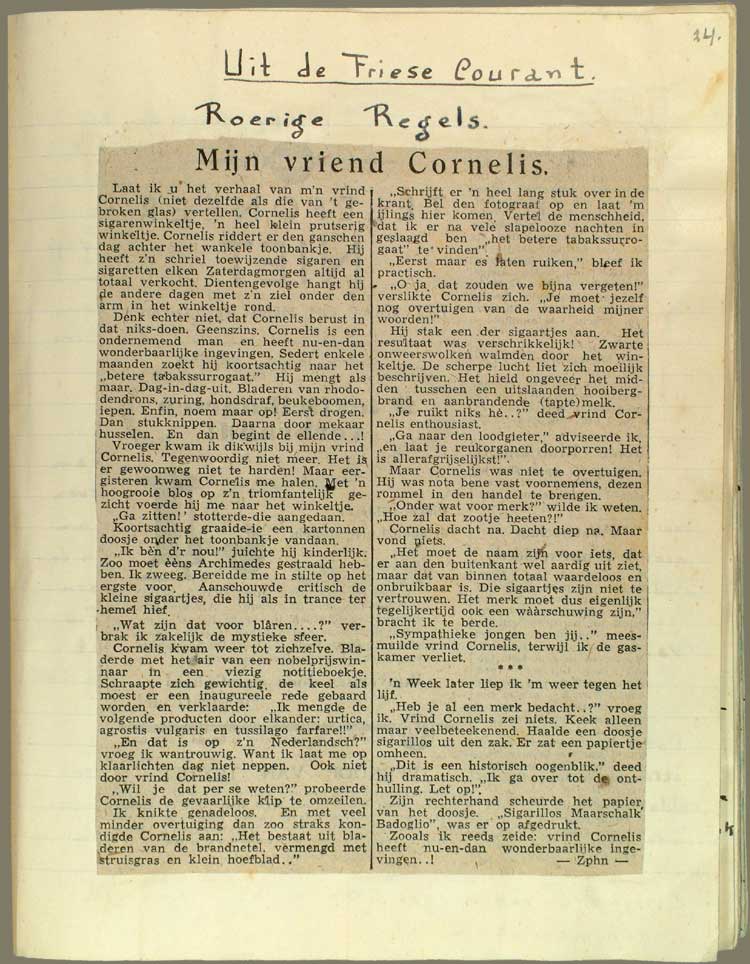 24.
Uit de Friese Courant.
Roerige Regels.
Mijn vriend Cornelis.
Laat ik u het verhaal van m'n vrind
Cornelis (niet dezelfde als die van 't ge-
broken glas) vertellen. Cornelis heeft een
sigarenwinkeltje, 'n heel klein prutserig
winkeltje. Cornelis riddert er den ganschen
dag achter het wankele toonbankje. Hij
heeft z'n schriel toewijzende sigaren en
sigaretten elken Zaterdagmorgen altijd al
totaal verkocht. Dientengevolge hangt hij
de andere dagen met z'n ziel onder den
arm in het winkeltje rond.
Denk echter niet, dat Cornelis berust in
dat niks-doen. Geenszins. Cornelis is een
ondernemend man en heeft nu-en-dan
wonderbaarlijke ingevingen. Sedert enkele
maanden zoekt hij koortsachtig naar het
„betere tabakssurrogaat." Hij mengt als
maar. Dag-in-dag-uit. Bladeren van rhodo-
dendrons, zuring, hondsdraf, beukeboomen,
iepen. Enfin, noem maar op! Eerst drogen.
Dan stukknippen. Daarna door mekaar
husselen. En dan begint de ellende...!
Vroeger kwam ik dikwijls bij mijn vrind
Cornelis. Tegenwoordig niet meer. Het is
er gewoonweg niet te harden! Maar eer-
gisteren kwam Cornelis me halen. Met 'n
hoogrooie blos op z'n triomfantelijk ge-
zicht voerde hij me naar het winkeltje.
„Ga zitten!' stotterde-die aangedaan.
Koortsachtig graaide-ie een kartonnen
doosje onder het toonbankje vandaan.
„Ik bèn d'r nou!" juichte hij kinderlijk.
Zoo moet èèns Archimedes gestraald heb-
ben. Ik zweeg. Bereidde me in stilte op het
ergste voor. Aanschouwde critisch de
kleine sigaartjes, die hij als in trance ter
hemel hief.
„Wat zijn dat voor blâren....?" ver-
brak ik zakelijk de mystieke sfeer.
Cornelis kwam weer tot zichzelve. Bla-
derde met het air van een nobelprijswin-
naar in een viezig notitieboekje.
Schraapte zich gewichtig de keel als
moest er een inaugureele rede gebaard
worden en verklaarde: „Ik mengde de
volgende producten door elkander: urtica,
agrostis vulgaris en tussilago farfare!!"
„En dat is op z'n Nederlandsch?"
vroeg ik wantrouwig. Want ik laat me op
klaarlichten dag niet neppen. Ook niet
door vrind Cornelis!
„Wil je dat per se weten?" probeerde
Cornelis de gevaarlijke klip te omzeilen.
Ik knikte genadeloos. En met veel
minder overtuiging dan zoo straks kon-
digde Cornelis aan: „Het bestaat uit bla-
deren van de brandnetel, vermengd met
struisgras en klein hoefblad.."
„Schrijft er 'n heel lang stuk over in de
krant. Bel den fotograaf op en laat 'm
ijlings hier komen. Vertel de menschheid,
dat ik er na vele slapelooze nachten in
geslaagd ben „het betere tabakssurro-
gaat" te vinden".
„Eerst maar es laten ruiken," bleef ik
practisch.
„O ja, dat zouden we bijna vergeten!"
verslikte Cornelis zich. „Je moet jezelf
nog overtuigen van de waarheid mijner
woorden!"
Hij stak een der sigaartjes aan. Het
resultaat was verschrikkelijk! Zwarte
onweerswolken walmden door het win-
keltje. De scherpe lucht liet zich moeilijk
beschrijven. Het hield ongeveer het mid-
den tusschen een uitslaanden hooiberg-
brand en aanbrandende (tapte)melk.
„Je ruikt niks hé..?" deed vrind Cor-
nelis enthousiast.
„Ga naar den loodgieter," adviseerde ik,
„en laat je reukorganen doorporren! Het
is allerafgrijselijkst!".
Maar Cornelis was niet te overtuigen.
Hij was nota bene vast voornemens, dezen
rommel in den handel te brengen.
„Onder wat voor merk?" wilde ik weten.
„Hoe zal dat zootje heeten?!"
Cornelis dacht na. Dacht diep na. Maar
vond niets.
„Het moet de naam zijn voor iets, dat
er aan den buitenkant wel aardig uit ziet,
maar dat van binnen totaal waardeloos en
onbruikbaar is. Die sigaartjes zijn niet te
vertrouwen. Het merk moet dus eigenlijk
tegelijkertijd ook een wáárschuwing zijn,"
bracht ik te berde.
„Sympathieke jongen ben jij.." mees-
muilde vrind Cornelis, terwijl ik de gas-
kamer verliet.
***
'n Week later liep ik 'm weer tegen het
lijf.
„Heb je al een merk bedacht..?" vroeg
ik. Vrind Cornelis zei niets. Keek alleen
maar veelbeteekenend. Haalde een doosje
sigarillos uit den zak. Er zat een papiertje
omheen.
„Dit is een historisch oogenblik," deed
hij dramatisch. „Ik ga over tot de ont-
hulling. Let op!".
Zijn rechterhand scheurde het papier
van het doosje. „Sigarillos Maarschalk
Badoglio", was er op afgedrukt.
Zooals ik reeds zeide: vrind Cornelis
heeft nu-en-dan wonderbaarlijke inge-
vingen..! — Zphn —